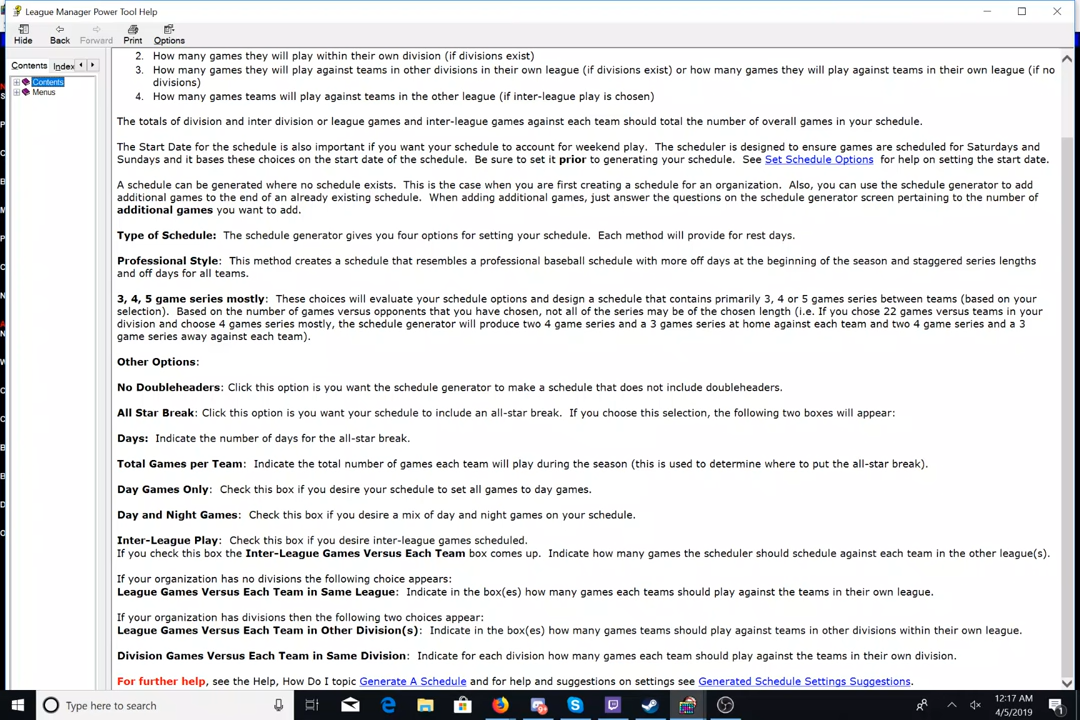 League Manager Power Tool Help
Hide Back Forward Print Options
Contents Index
Contents
Menus
2. How many games they will play within their own division (if divisions exist)
3. How many games they will play against teams in other divisions in their own league (if divisions exist) or how many games they will play against teams in their own league (if no
divisions)
4. How many games teams will play against teams in the other league (if inter-league play is chosen)
The totals of division and inter division or league games and inter-league games against each team should total the number of overall games in your schedule.
The Start Date for the schedule is also important if you want your schedule to account for weekend play. The scheduler is designed to ensure games are scheduled for Saturdays and
Sundays and it bases these choices on the start date of the schedule. Be sure to set it prior to generating your schedule. See Set Schedule Options for help on setting the start date.
A schedule can be generated where no schedule exists. This is the case when you are first creating a schedule for an organization. Also, you can use the schedule generator to add
additional games to the end of an already existing schedule. When adding additional games, just answer the questions on the schedule generator screen pertaining to the number of
additional games you want to add.
Type of Schedule: The schedule generator gives you four options for setting your schedule. Each method will provide for rest days.
Professional Style: This method creates a schedule that resembles a professional baseball schedule with more off days at the beginning of the season and staggered series lengths
and off days for all teams.
3, 4, 5 game series mostly: These choices will evaluate your schedule options and design a schedule that contains primarily 3, 4 or 5 games series between teams (based on your
selection). Based on the number of games versus opponents that you have chosen, not all of the series may be of the chosen length (i.e. If you chose 22 games versus teams in your
division and choose 4 games series mostly, the schedule generator will produce two 4 game series and a 3 games series at home against each team and two 4 game series and a 3
game series away against each team).
Other Options:
No Doubleheaders: Click this option is you want the schedule generator to make a schedule that does not include doubleheaders.
All Star Break: Click this option is you want your schedule to include an all-star break. If you choose this selection, the following two boxes will appear:
Days: Indicate the number of days for the all-star break.
Total Games per Team: Indicate the total number of games each team will play during the season (this is used to determine where to put the all-star break).
Day Games Only: Check this box if you desire your schedule to set all games to day games.
Day and Night Games: Check this box if you desire a mix of day and night games on your schedule.
Inter-League Play: Check this box if you desire inter-league games scheduled.
If you check this box the Inter-League Games Versus Each Team box comes up. Indicate how many games the scheduler should schedule against each team in the other league(s).
If your organization has no divisions the following choice appears:
League Games Versus Each Team in Same League: Indicate in the box(es) how many games each teams should play against the teams in their own league.
If your organization has divisions then the following two choices appear:
League Games Versus Each Team in Other Division(s): Indicate in the box(es) how many games teams should play against teams in other divisions within their own league.
Division Games Versus Each Team in Same Division: Indicate for each division how many games each team should play against the teams in their own division.
For further help, see the Help, How Do I topic Generate A Schedule and for help and suggestions on settings see Generated Schedule Settings Suggestions.
Type here to search
12:17 AM
4/5/2019